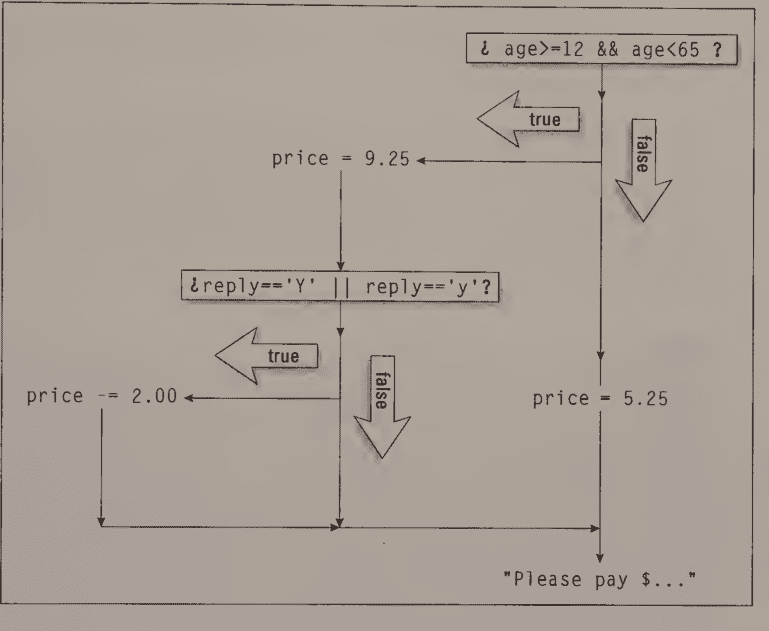 ¿ age>=12 && age<65 ?
true
false
price = 9.25
¿reply=='Y' || reply=='y'?
true
false
price -= 2.00
price = 5.25
"Please pay $..."